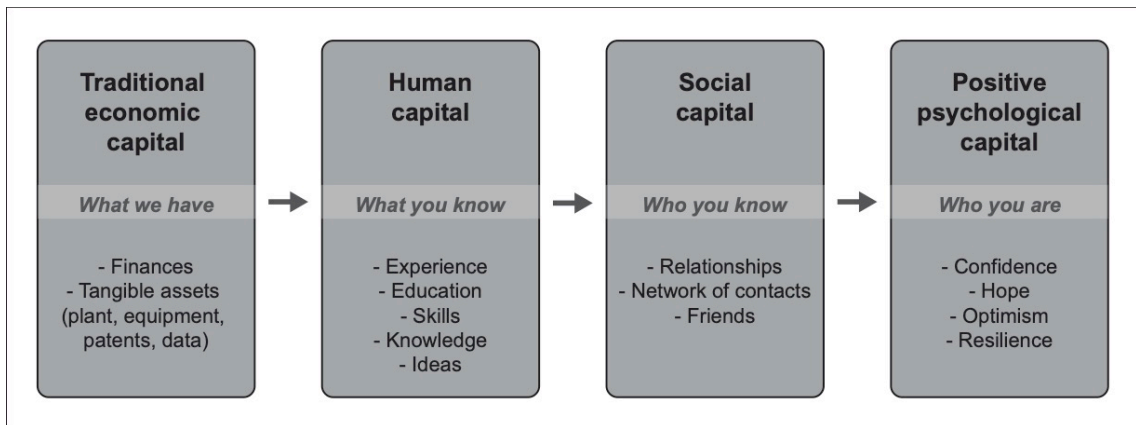 Traditional
economic
capital
What we have
- Finances
- Tangible assets
(plant, equipment,
patents, data)
Human
capital
What you know
- Experience
- Education
- Skills
- Knowledge
- Ideas
Social
capital
Who you know
- Relationships
- Network of contacts
- Friends
Positive
psychological
capital
Who you are
- Confidence
- Hope
- Optimism
- Resilience